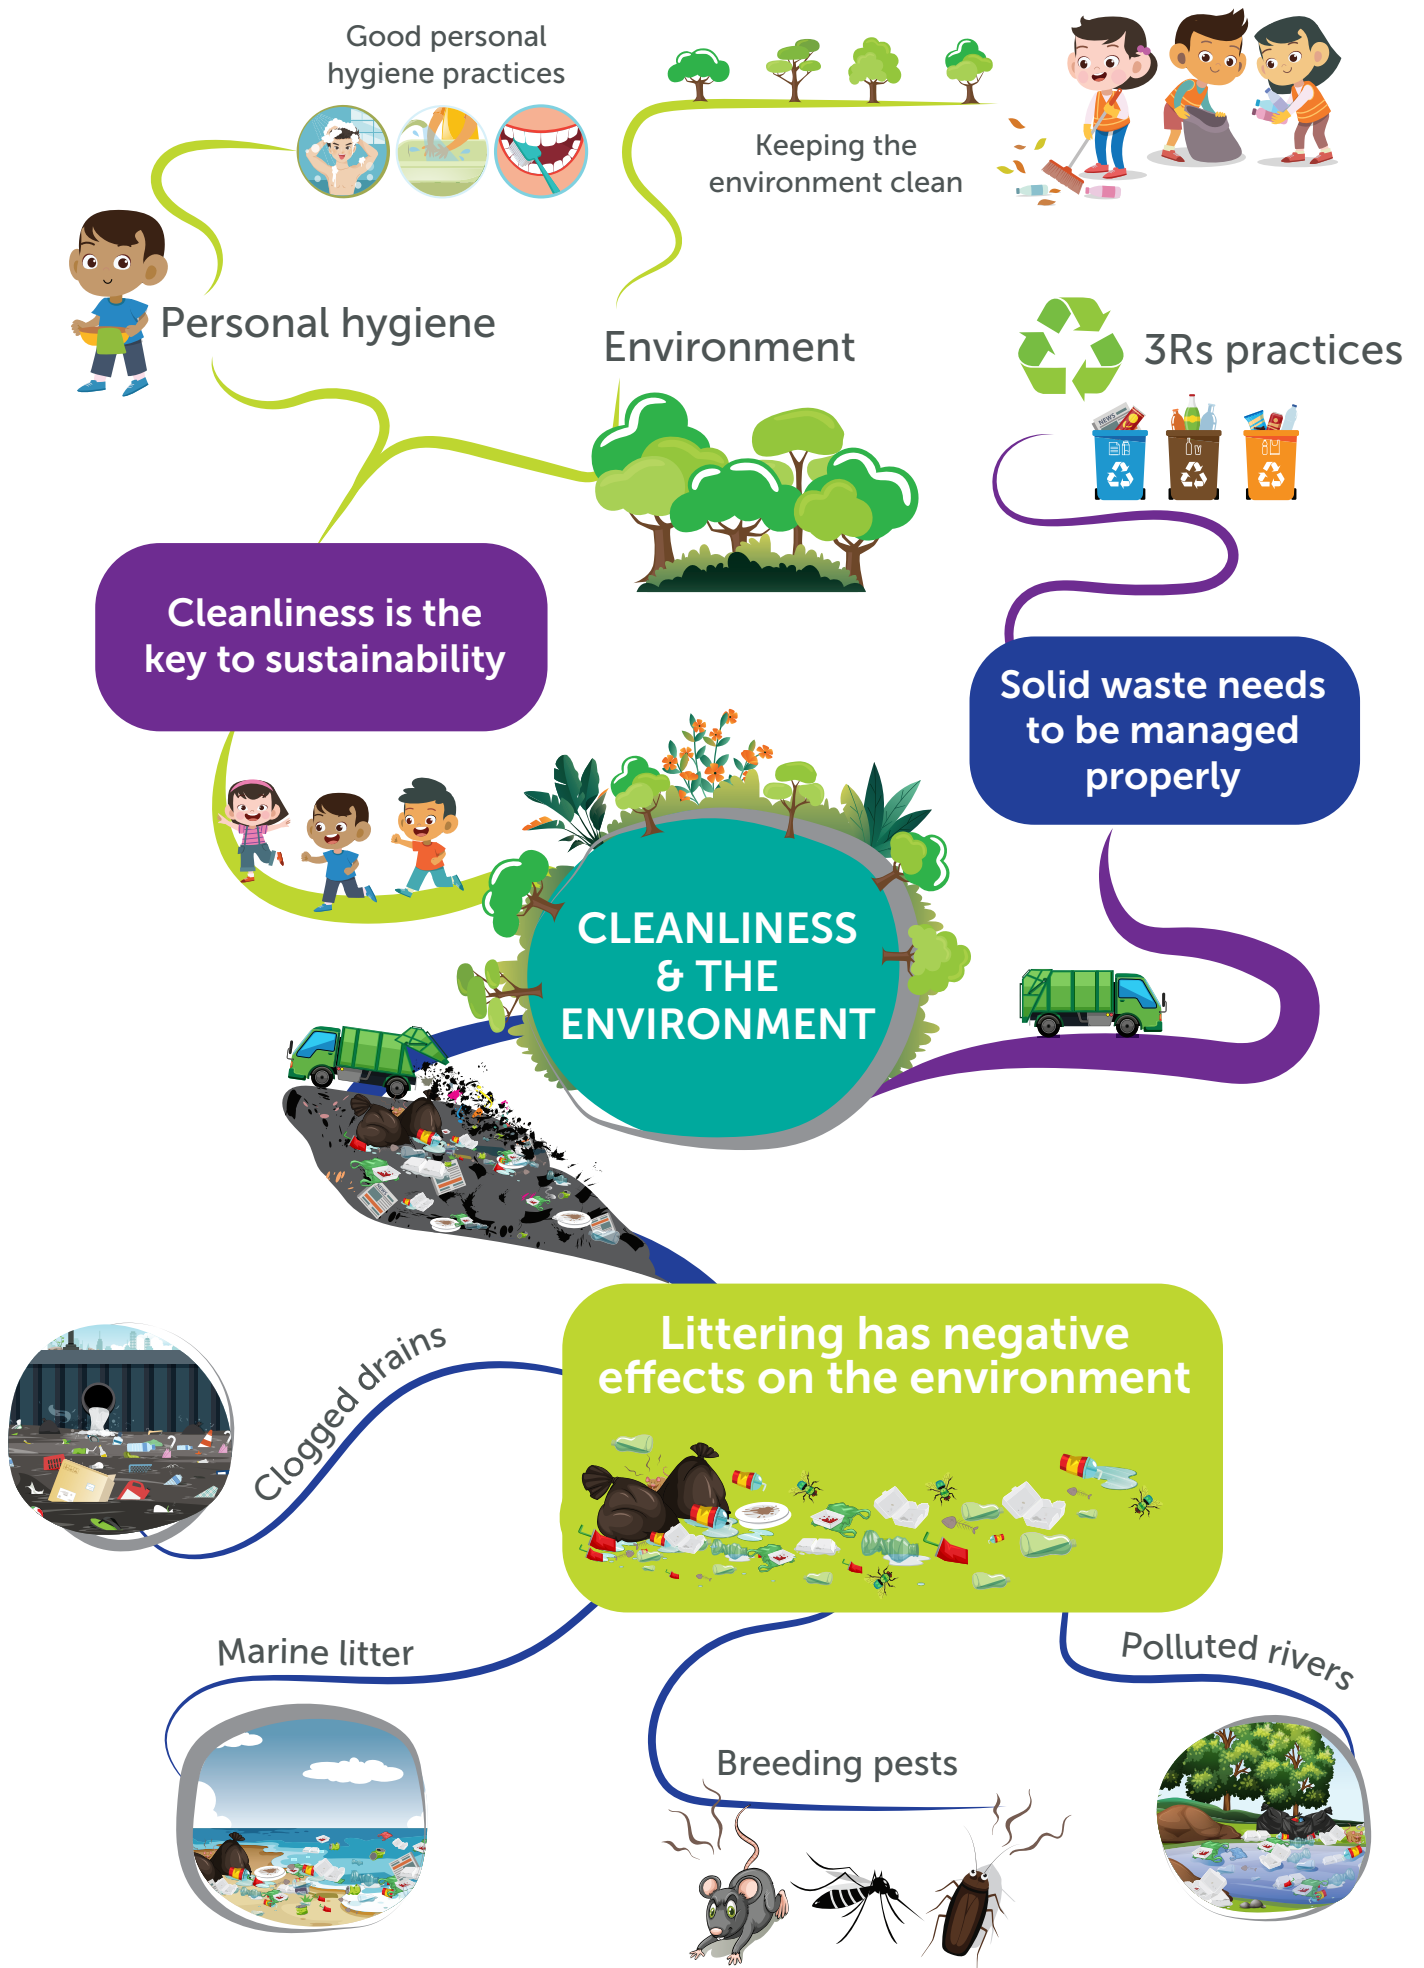 Good personal
hygiene practices
Keeping the
environment clean
Personal hygiene
Environment
3Rs practices
NEWS
Cleanliness is the
key to sustainability
Solid waste needs
to be managed
properly
CLEANLINESS
& THE
ENVIRONMENT
Littering has negative
effects on the environment
Clogged drains
Marine litter
Breeding pests
Polluted rivers